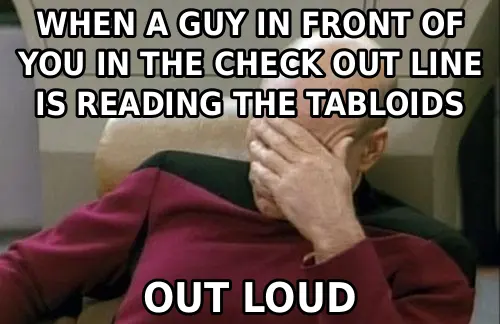 WHEN A GUY IN FRONT OF
YOU IN THE CHECK OUT LINE
IS READING THE TABLOIDS
OUT LOUD